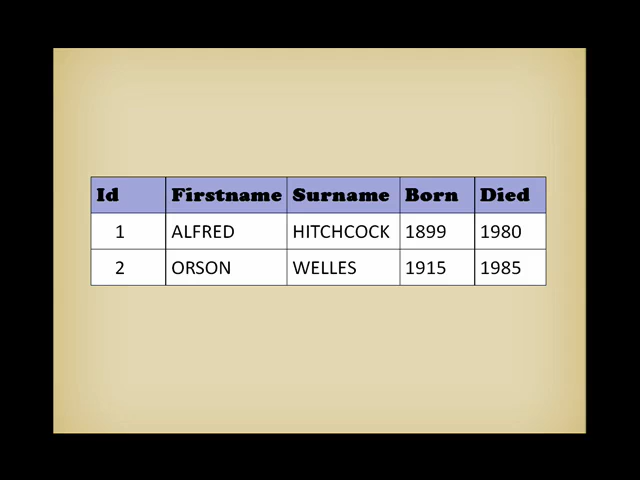 Id Firstname Surname Born Died
1 ALFRED HITCHCOCK 1899 1980
2 ORSON WELLES 1915 1985